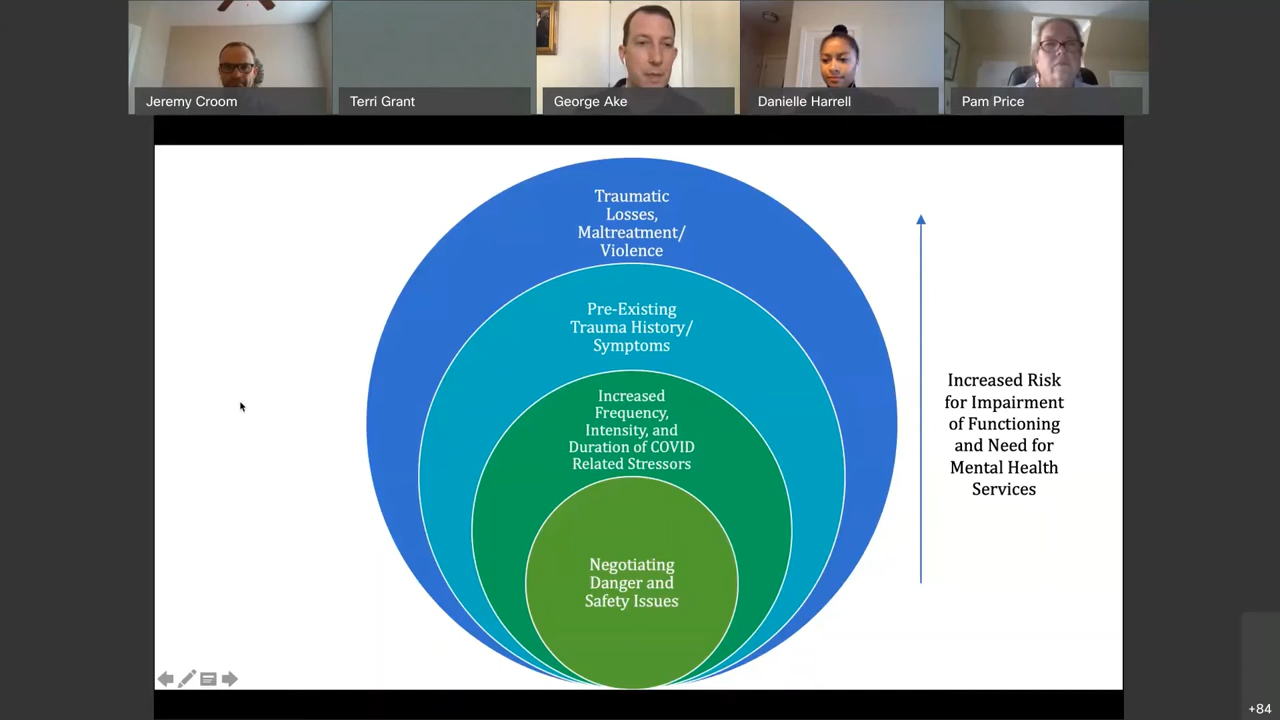 Jeremy Croom
Terri Grant
George Ake
Danielle Harrell
Pam Price
Traumatic
Losses,
Maltreatment/
Violence
Pre-Existing
Trauma History/
Symptoms
Increased
Frequency,
Intensity, and
Duration of COVID
Related Stressors
Negotiating
Danger and
Safety Issues
Increased Risk
for Impairment
of Functioning
and Need for
Mental Health
Services
+84